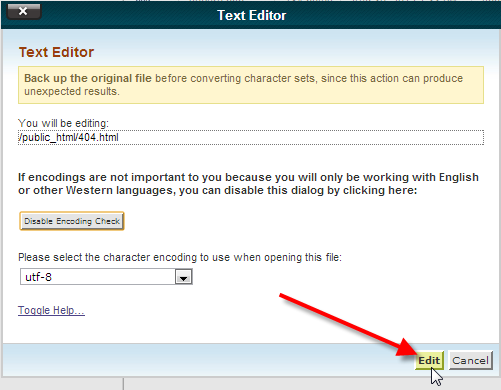 Text Editor
Text Editor
Back up the original file before converting character sets, since this action can produce
unexpected results.
You will be editing:
/public_html/404.html
If encodings are not important to you because you will only be working with English
or other Western languages, you can disable this dialog by clicking here:
Disable Encoding Check
Please select the character encoding to use when opening this file:
utf-8
Toggle Help...
Edit Cancel